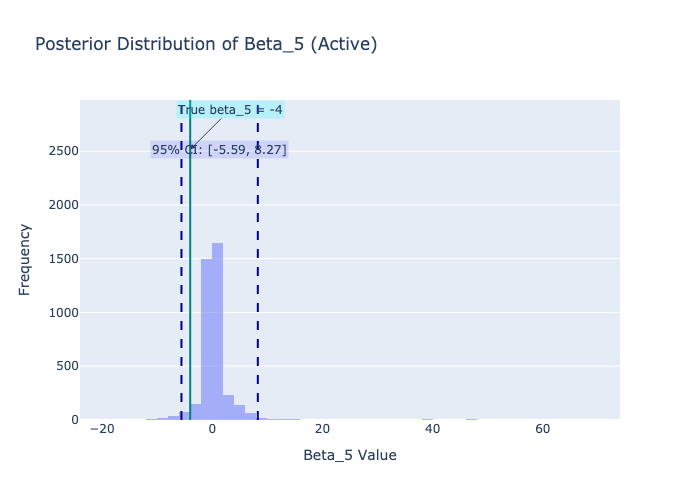 Posterior Distribution of Beta_5 (Active)
True beta_5 = -4
95% CI: [-5.59, 8.27]
2500
2000
1500
1000
500
0
Frequency
−20
0
20
40
60
Beta_5 Value